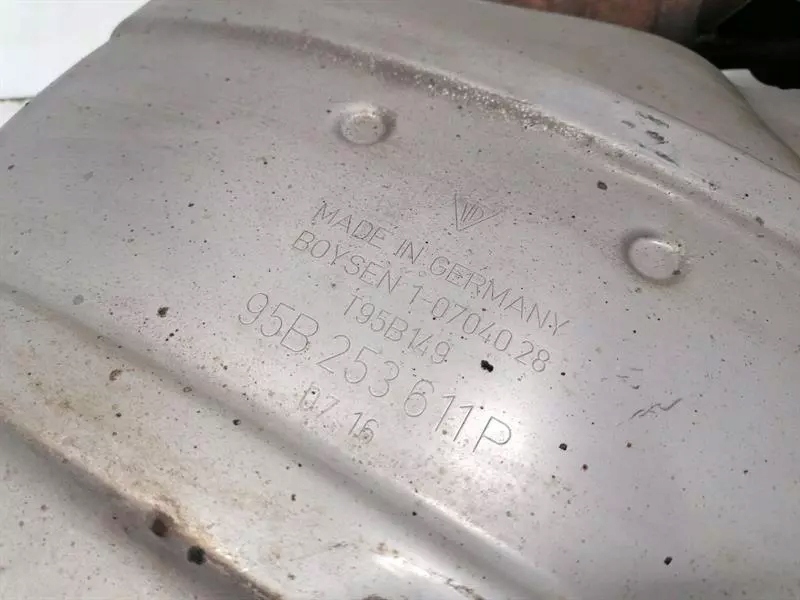 MADE IN GERMANY
BOYSEN 1-07040.28
T95B149
95B 253 611P
07 16